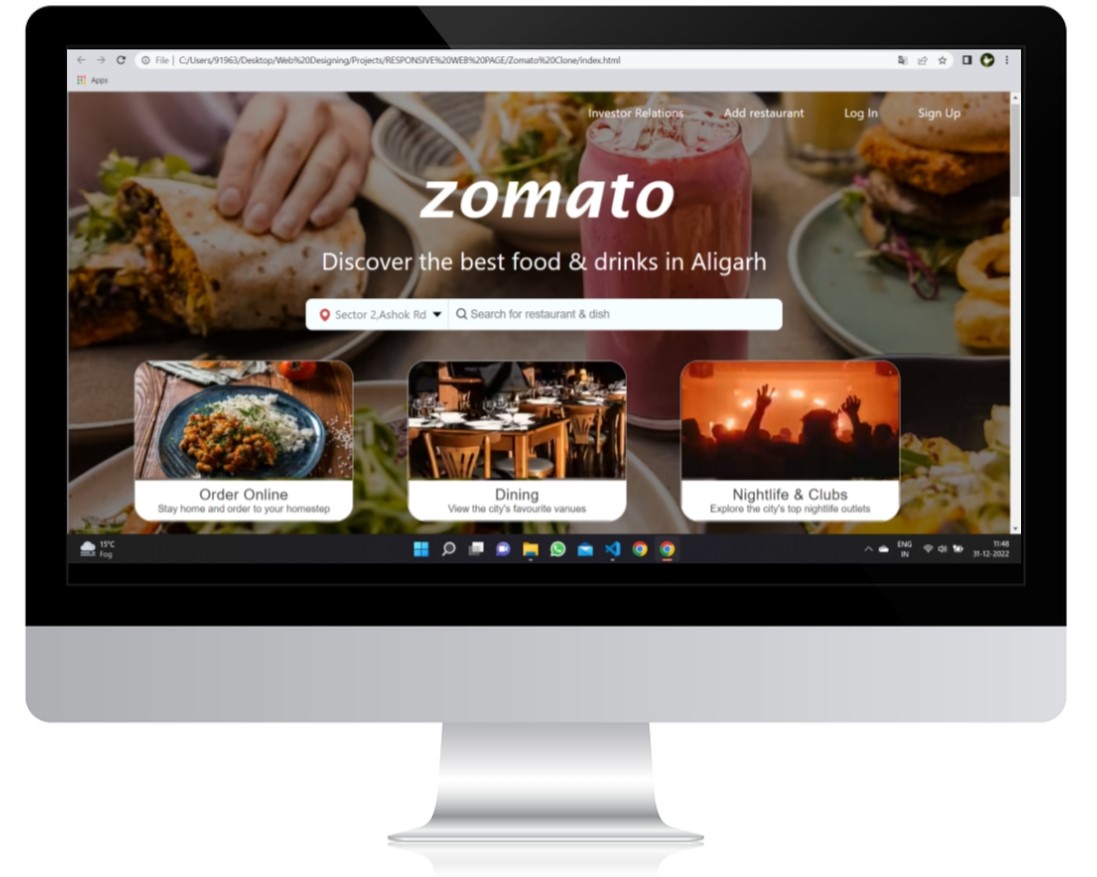 File | C:/Users/91963/Desktop/Web%20Designing/Projects/RESPONSIVE%20WEB%20PAGE/Zomato%20Clone/index.html
Apps
Investor Relations Add restaurant Log In Sign Up
zomato
Discover the best food & drinks in Aligarh
Sector 2,Ashok Rd Search for restaurant & dish
Order Online Dining Nightlife & Clubs
Stay home and order to your homestep View the city's favourite vanues Explore the city's top nightlife outlets
15°C ENG 11:48
Fog IN 31-12-2022